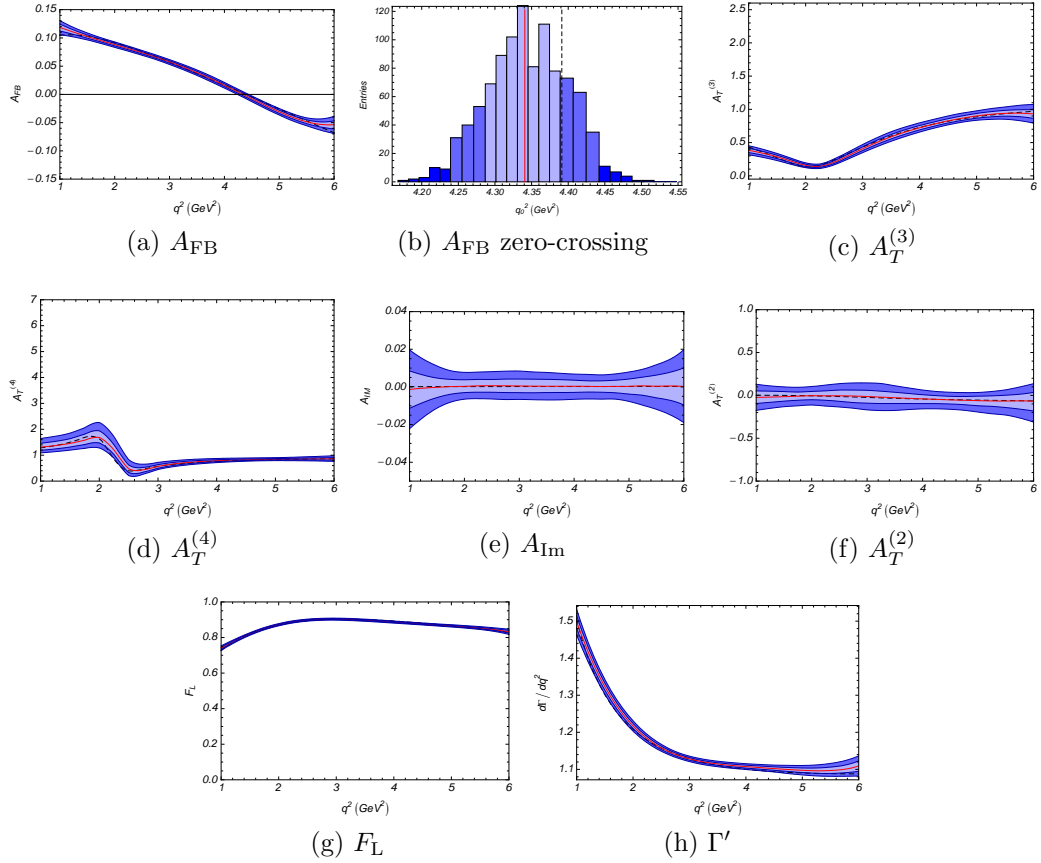 0.15
0.10
0.05
0.00
−0.05
−0.10
−0.15
A_FB
1 2 3 4 5 6
q² (GeV²)
(a) A_FB
120
100
80
60
40
20
0
Entries
4.20 4.25 4.30 4.35 4.40 4.45 4.50 4.55
q₀² (GeV²)
(b) A_FB zero-crossing
2.5
2.0
1.5
1.0
0.5
0.0
A_T^(3)
1 2 3 4 5 6
q² (GeV²)
(c) A_T^(3)
7
6
5
4
3
2
1
0
A_T^(4)
1 2 3 4 5 6
q² (GeV²)
(d) A_T^(4)
0.04
0.02
0.00
−0.02
−0.04
A_IM
1 2 3 4 5 6
q² (GeV²)
(e) A_Im
1.0
0.5
0.0
−0.5
−1.0
A_T^(2)
1 2 3 4 5 6
q² (GeV²)
(f) A_T^(2)
1.0
0.8
0.6
0.4
0.2
0.0
F_L
1 2 3 4 5 6
q² (GeV²)
(g) F_L
1.5
1.4
1.3
1.2
1.1
dΓ / dq²
1 2 3 4 5 6
q² (GeV²)
(h) Γ′